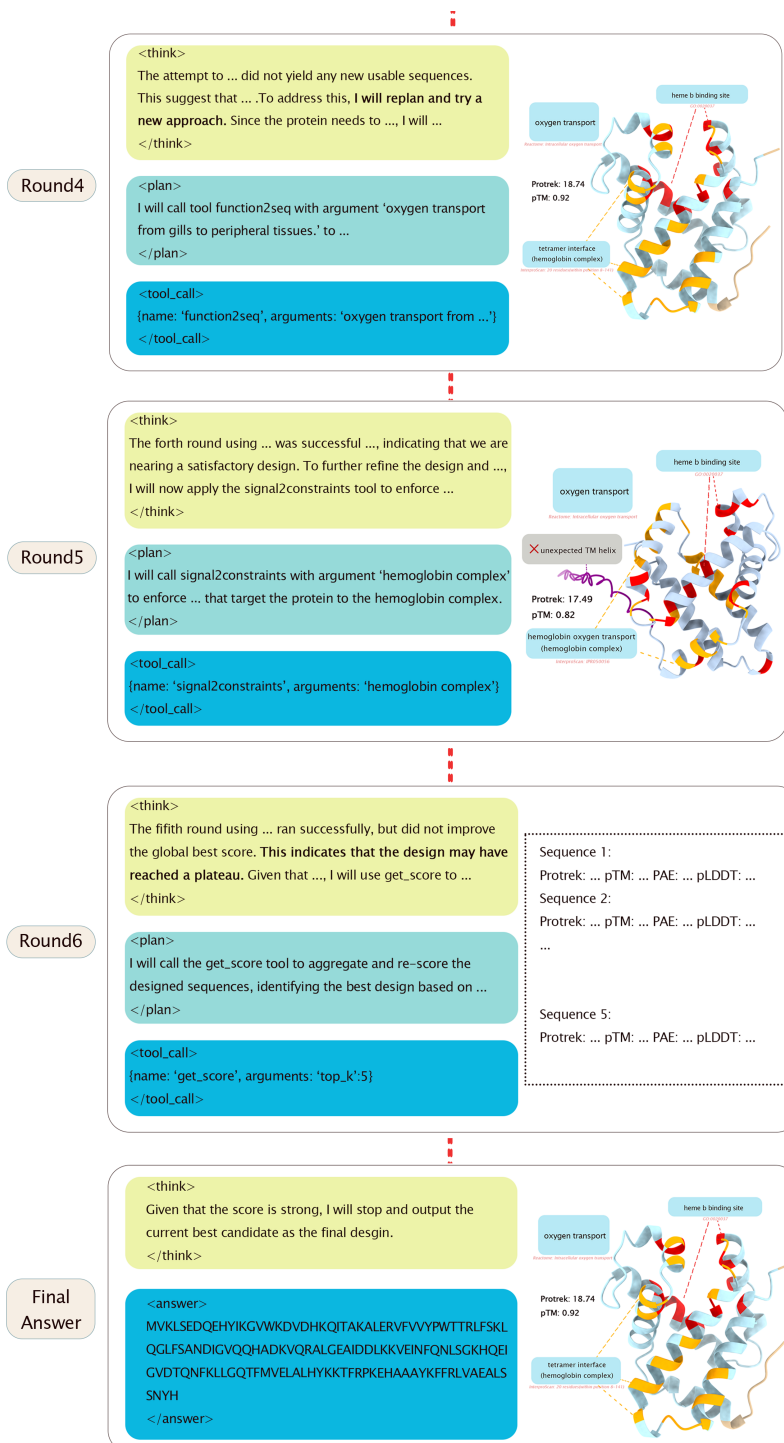 Round4
<think>
The attempt to ... did not yield any new usable sequences.
This suggest that ... .To address this, I will replan and try a
new approach. Since the protein needs to ..., I will ...
</think>
<plan>
I will call tool function2seq with argument ‘oxygen transport
from gills to peripheral tissues.’ to ...
</plan>
<tool_call>
{name: ‘function2seq’, arguments: ‘oxygen transport from ...’}
</tool_call>
heme b binding site
oxygen transport
Reactome: Intracellular oxygen transport
Protrek: 18.74
pTM: 0.92
tetramer interface
(hemoglobin complex)
Round5
<think>
The forth round using ... was successful ..., indicating that we are
nearing a satisfactory design. To further refine the design and ...,
I will now apply the signal2constraints tool to enforce ...
</think>
<plan>
I will call signal2constraints with argument ‘hemoglobin complex’
to enforce ... that target the protein to the hemoglobin complex.
</plan>
<tool_call>
{name: ‘signal2constraints’, arguments: ‘hemoglobin complex’}
</tool_call>
heme b binding site
oxygen transport
Reactome: Intracellular oxygen transport
unexpected TM helix
Protrek: 17.49
pTM: 0.82
hemoglobin oxygen transport
(hemoglobin complex)
Round6
<think>
The fifith round using ... ran successfully, but did not improve
the global best score. This indicates that the design may have
reached a plateau. Given that ..., I will use get_score to ...
</think>
<plan>
I will call the get_score tool to aggregate and re-score the
designed sequences, identifying the best design based on ...
</plan>
<tool_call>
{name: ‘get_score’, arguments: ‘top_k’:5}
</tool_call>
Sequence 1:
Protrek: ... pTM: ... PAE: ... pLDDT: ...
Sequence 2:
Protrek: ... pTM: ... PAE: ... pLDDT: ...
...
Sequence 5:
Protrek: ... pTM: ... PAE: ... pLDDT: ...
Final
Answer
<think>
Given that the score is strong, I will stop and output the
current best candidate as the final desgin.
</think>
<answer>
MVKLSEDQEHYIKGVWKDVDHKQITAKALERVFVVYPWTTRLFSKL
QGLFSANDIGVQQHADKVQRALGEAIDDLKKVEINFQNLSGKHQEI
GVDTQNFKLLGQTFMVELALHYKKTFRPKEHAAAYKFFRLVAEALS
SNYH
</answer>
heme b binding site
oxygen transport
Reactome: Intracellular oxygen transport
Protrek: 18.74
pTM: 0.92
tetramer interface
(hemoglobin complex)